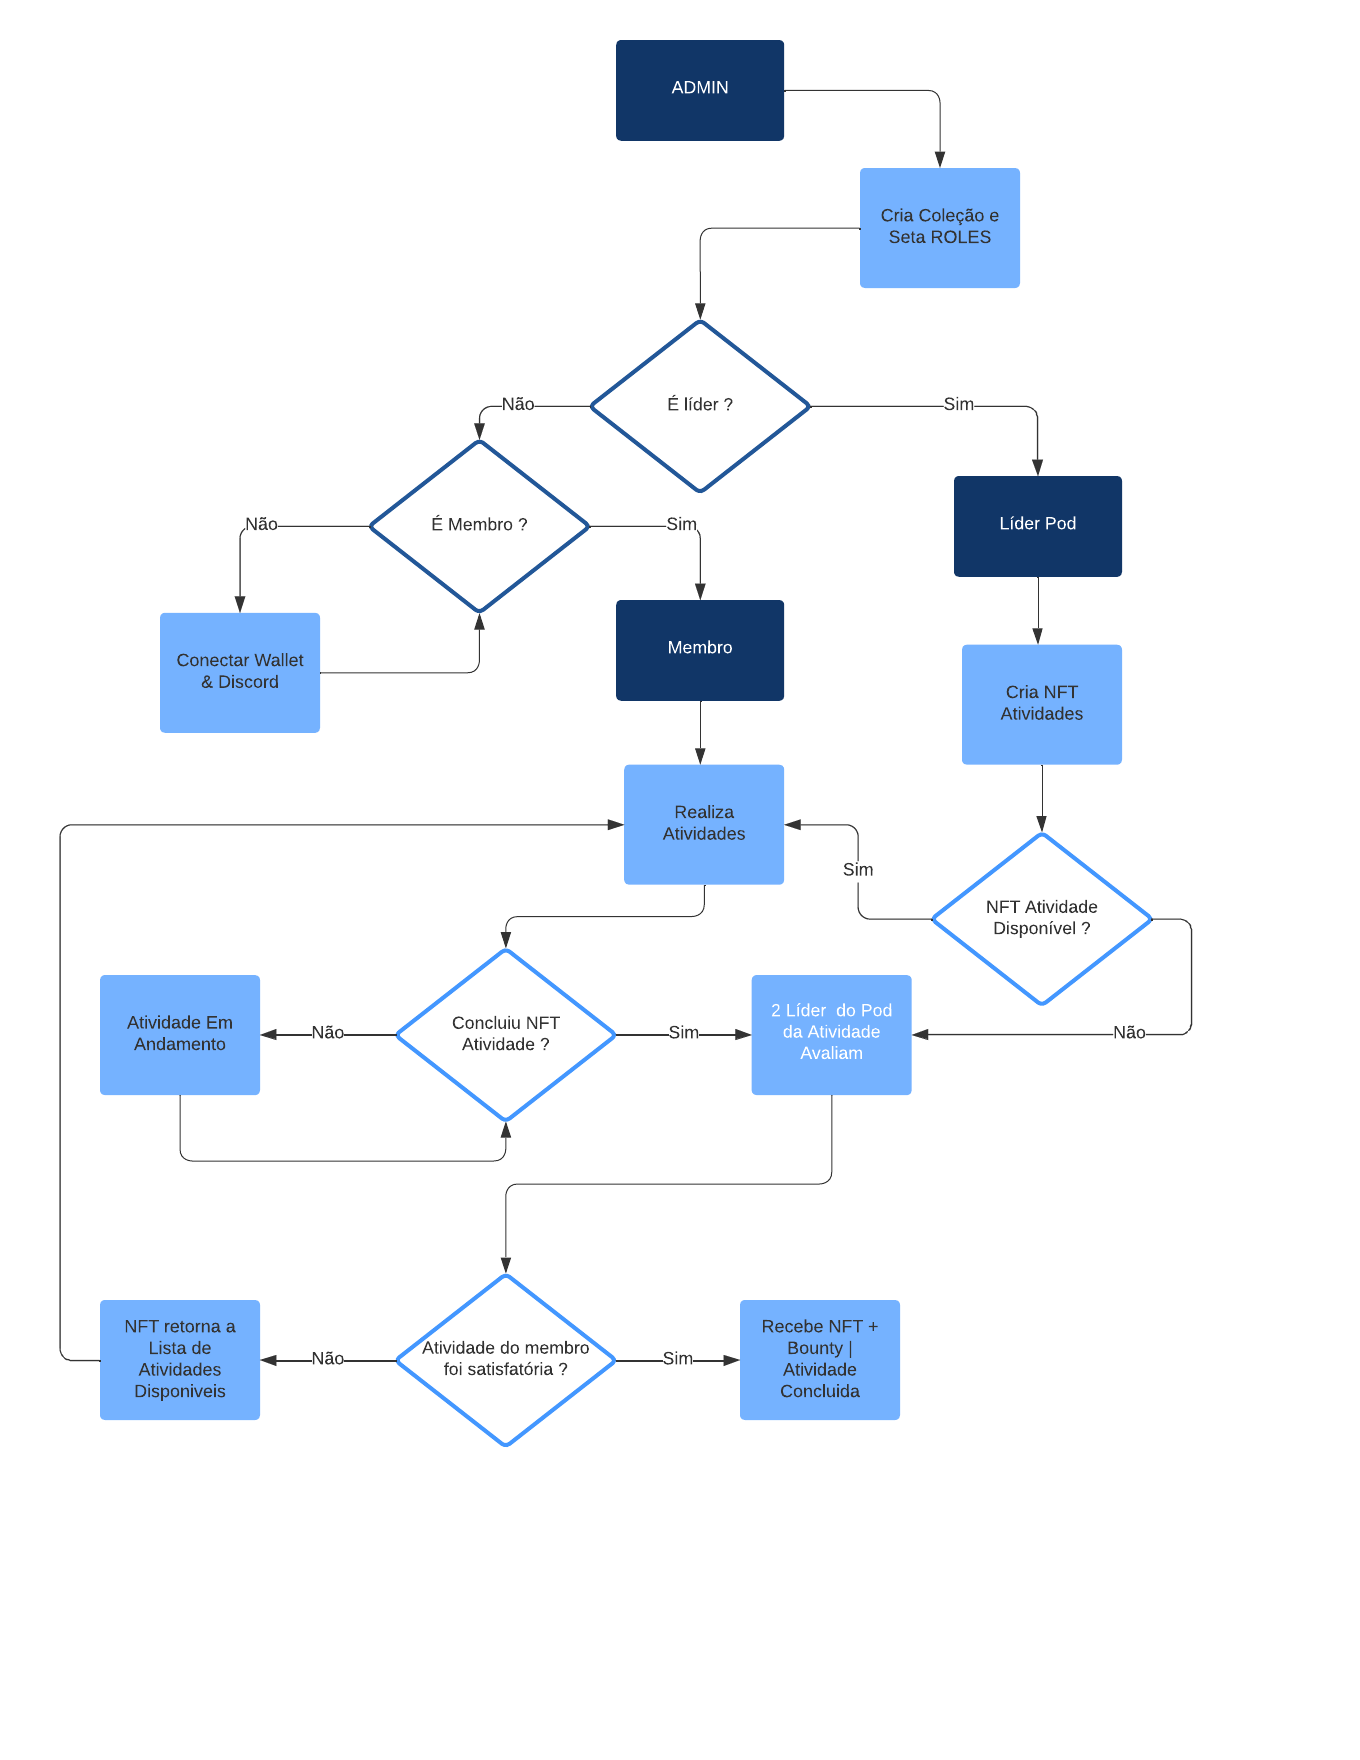 ADMIN
Cria Coleção e
Seta ROLES
É líder ?
Não
Sim
É Membro ?
Não
Sim
Líder Pod
Conectar Wallet
& Discord
Membro
Cria NFT
Atividades
Realiza
Atividades
Sim
NFT Atividade
Disponível ?
Não
Atividade Em
Andamento
Não
Concluiu NFT
Atividade ?
Sim
2 Líder  do Pod
da Atividade
Avaliam
NFT retorna a
Lista de
Atividades
Disponiveis
Não
Atividade do membro
foi satisfatória ?
Sim
Recebe NFT +
Bounty |
Atividade
Concluida